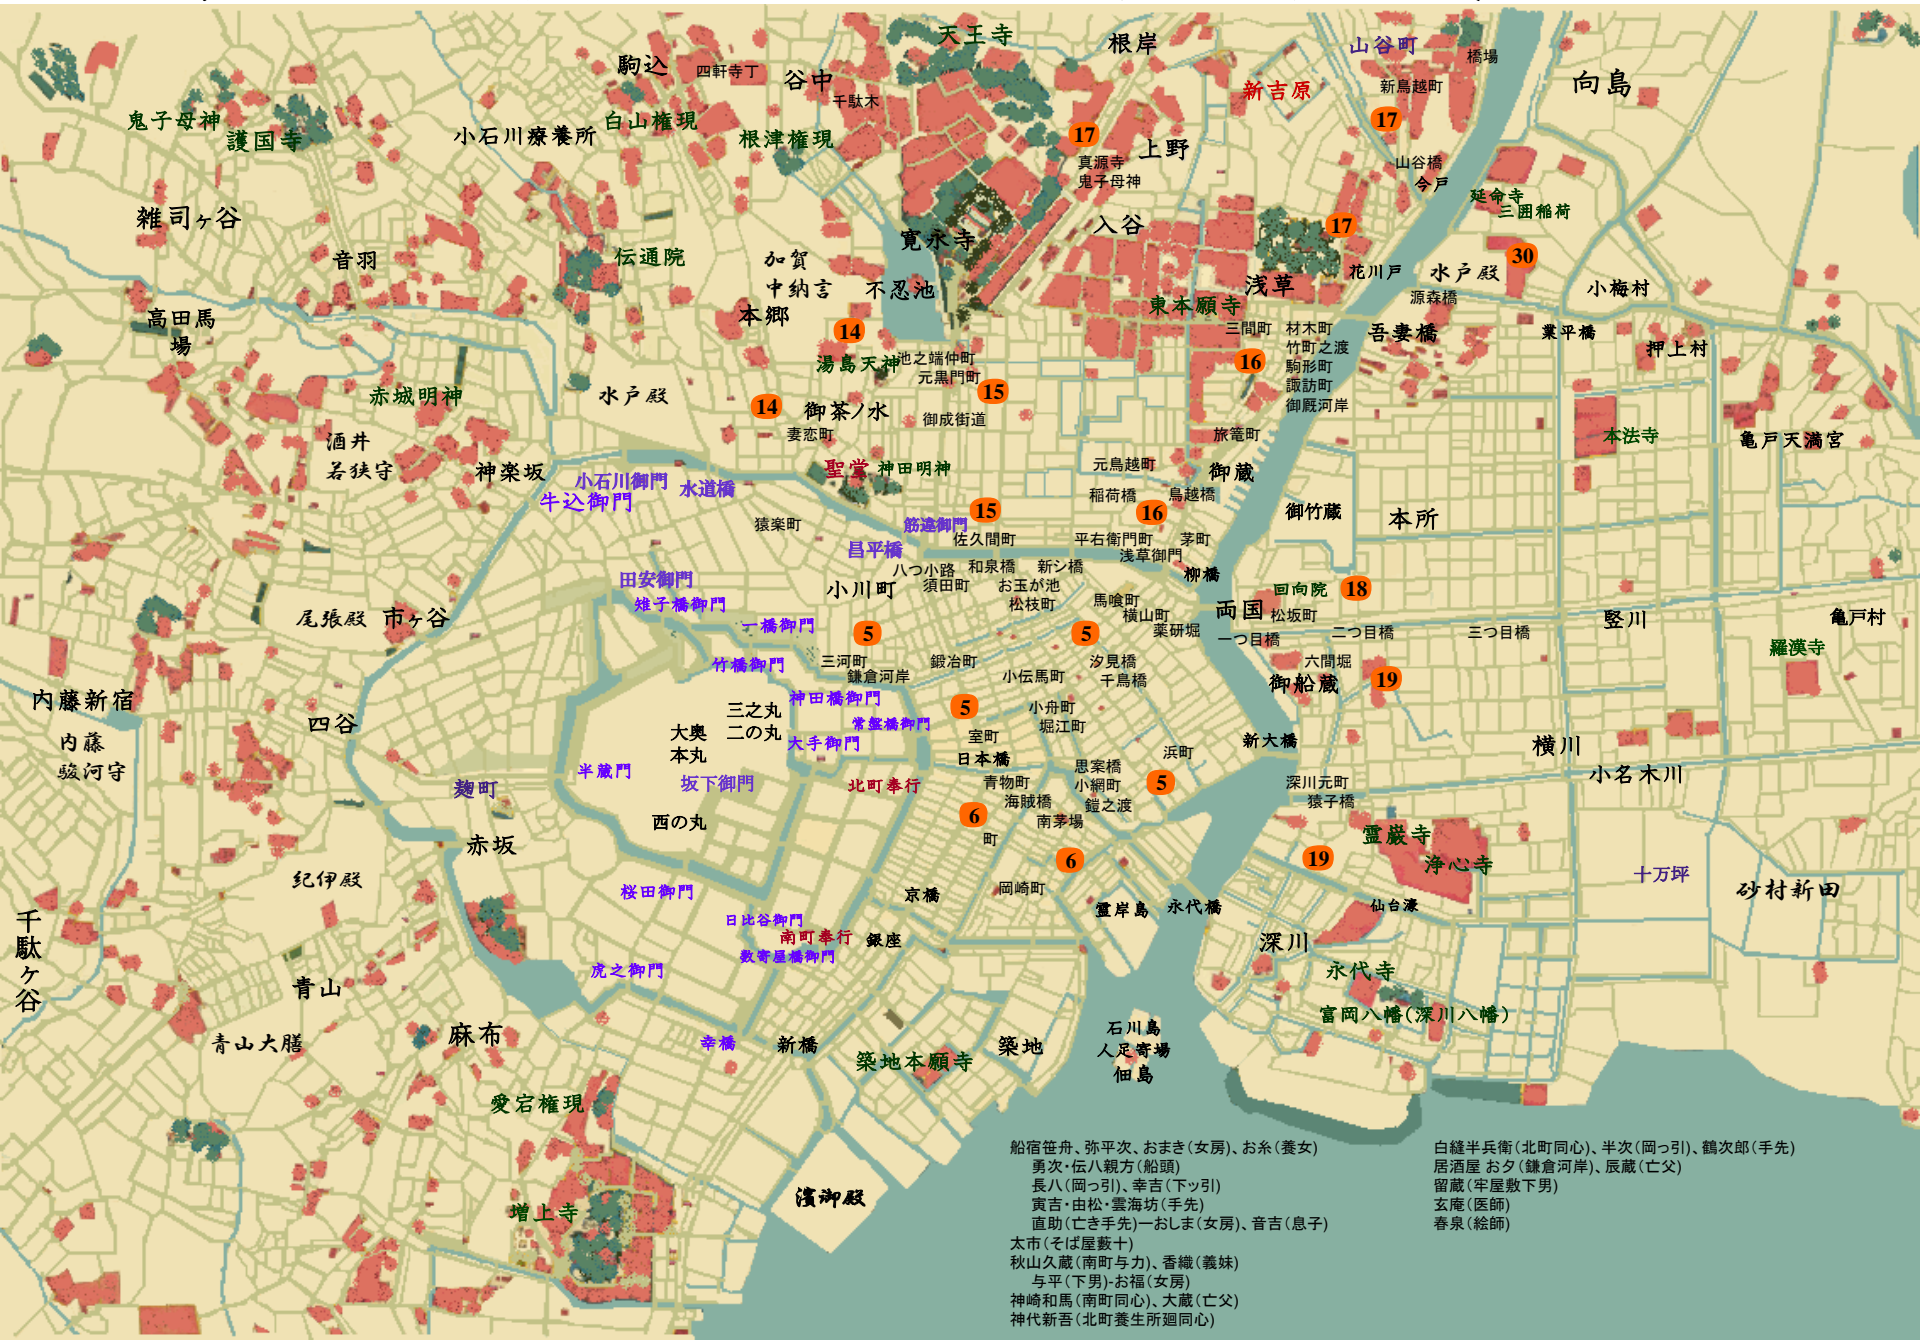 天王寺
根岸
山谷町
橋場
駒込
四軒寺丁
谷中
千駄木
新吉原
新鳥越町
向島
鬼子母神
護国寺
小石川療養所
白山権現
根津権現
17
17
上野
真源寺
鬼子母神
山谷橋
今戸
延命寺
三囲稲荷
雑司ヶ谷
音羽
伝通院
加賀
中納言
寛永寺
不忍池
入谷
17
浅草
花川戸
水戸殿
30
源森橋
小梅村
高田馬
場
本郷
14
東本願寺
三間町
材木町
竹町之渡
駒形町
諏訪町
御厩河岸
吾妻橋
業平橋
押上村
湯島天神
池之端仲町
元黒門町
15
16
赤城明神
水戸殿
14
御茶ノ水
妻恋町
御成街道
旅篭町
本法寺
亀戸天満宮
酒井
若狭守
神楽坂
小石川御門
牛込御門
水道橋
聖堂
神田明神
元鳥越町
御蔵
稲荷橋
鳥越橋
猿楽町
筋違御門
昌平橋
15
佐久間町
16
平右衛門町
茅町
浅草御門
御竹蔵
本所
八つ小路
須田町
和泉橋
新シ橋
お玉が池
松枝町
柳橋
田安御門
雉子橋御門
一橋御門
竹橋御門
小川町
馬喰町
横山町
薬研堀
両国
回向院
18
松坂町
一つ目橋
二つ目橋
三つ目橋
竪川
亀戸村
尾張殿
市ヶ谷
5
5
三河町
鎌倉河岸
鍛冶町
小伝馬町
汐見橋
千鳥橋
六間堀
御船蔵
19
羅漢寺
内藤新宿
内藤
駿河守
四谷
神田橋御門
三之丸
二の丸
常盤橋御門
大手御門
大奥
本丸
5
室町
日本橋
小舟町
堀江町
浜町
新大橋
横川
小名木川
半蔵門
坂下御門
北町奉行
麹町
西の丸
青物町
海賊橋
南茅場
町
思案橋
小網町
鎧之渡
5
6
6
深川元町
猿子橋
赤坂
紀伊殿
桜田御門
日比谷御門
南町奉行
数寄屋橋御門
京橋
銀座
岡崎町
霊岸島
永代橋
19
霊巌寺
浄心寺
仙台濠
十万坪
砂村新田
千駄ヶ谷
青山
青山大膳
麻布
虎之御門
幸橋
新橋
築地本願寺
築地
石川島
人足寄場
佃島
深川
永代寺
富岡八幡(深川八幡)
愛宕権現
増上寺
濱御殿
船宿笹舟、弥平次、おまき(女房)、お糸(養女)
勇次・伝八親方(船頭)
長八(岡っ引)、幸吉(下ッ引)
寅吉・由松・雲海坊(手先)
直助(亡き手先)ーおしま(女房)、音吉(息子)
太市(そば屋藪十)
秋山久蔵(南町与力)、香織(義妹)
与平(下男)-お福(女房)
神崎和馬(南町同心)、大蔵(亡父)
神代新吾(北町養生所廻同心)
白縫半兵衛(北町同心)、半次(岡っ引)、鶴次郎(手先)
居酒屋 お夕(鎌倉河岸)、辰蔵(亡父)
留蔵(牢屋敷下男)
玄庵(医師)
春泉(絵師)